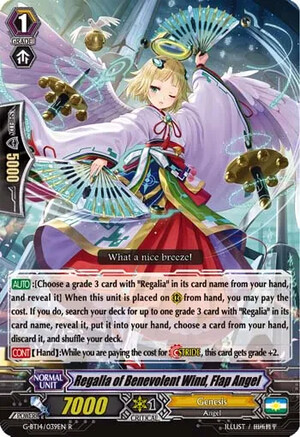 1
GRADE
SHIELD
5000
What a nice breeze!
AUTO :[Choose a grade 3 card with "Regalia" in its card name from your hand,
and reveal it] When this unit is placed on from hand, you may pay the
cost. If you do, search your deck for up to one grade 3 card with "Regalia" in its
card name, reveal it, put it into your hand, choose a card from your hand,
discard it, and shuffle your deck.
CONT [Hand]:While you are paying the cost for STRIDE, this card gets grade +2.
NORMAL
UNIT
Regalia of Benevolent Wind, Flap Angel
POWER
7000
1
CRITICAL
Genesis
Angel
G-BT14/039EN R
ILLUST /